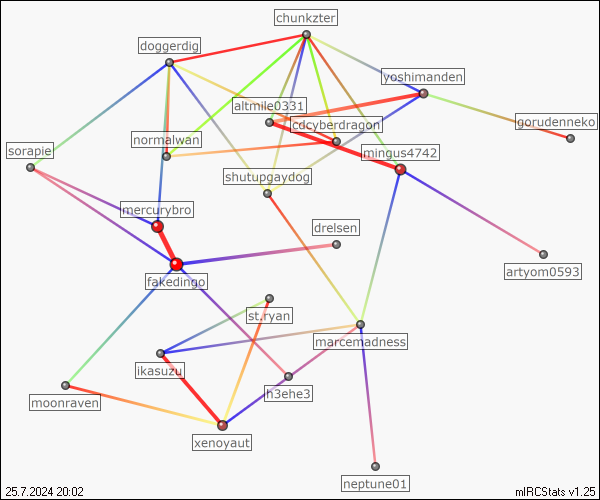 chunkzter
doggerdig
yoshimanden
altmile0331
cdcyberdragon
gorudenneko
normalwan
mingus4742
sorapie
shutupgaydog
mercurybro
drelsen
artyom0593
fakedingo
st.ryan
marcemadness
ikasuzu
h3ehe3
moonraven
xenoyaut
neptune01
25.7.2024 20:02
mIRCStats v1.25